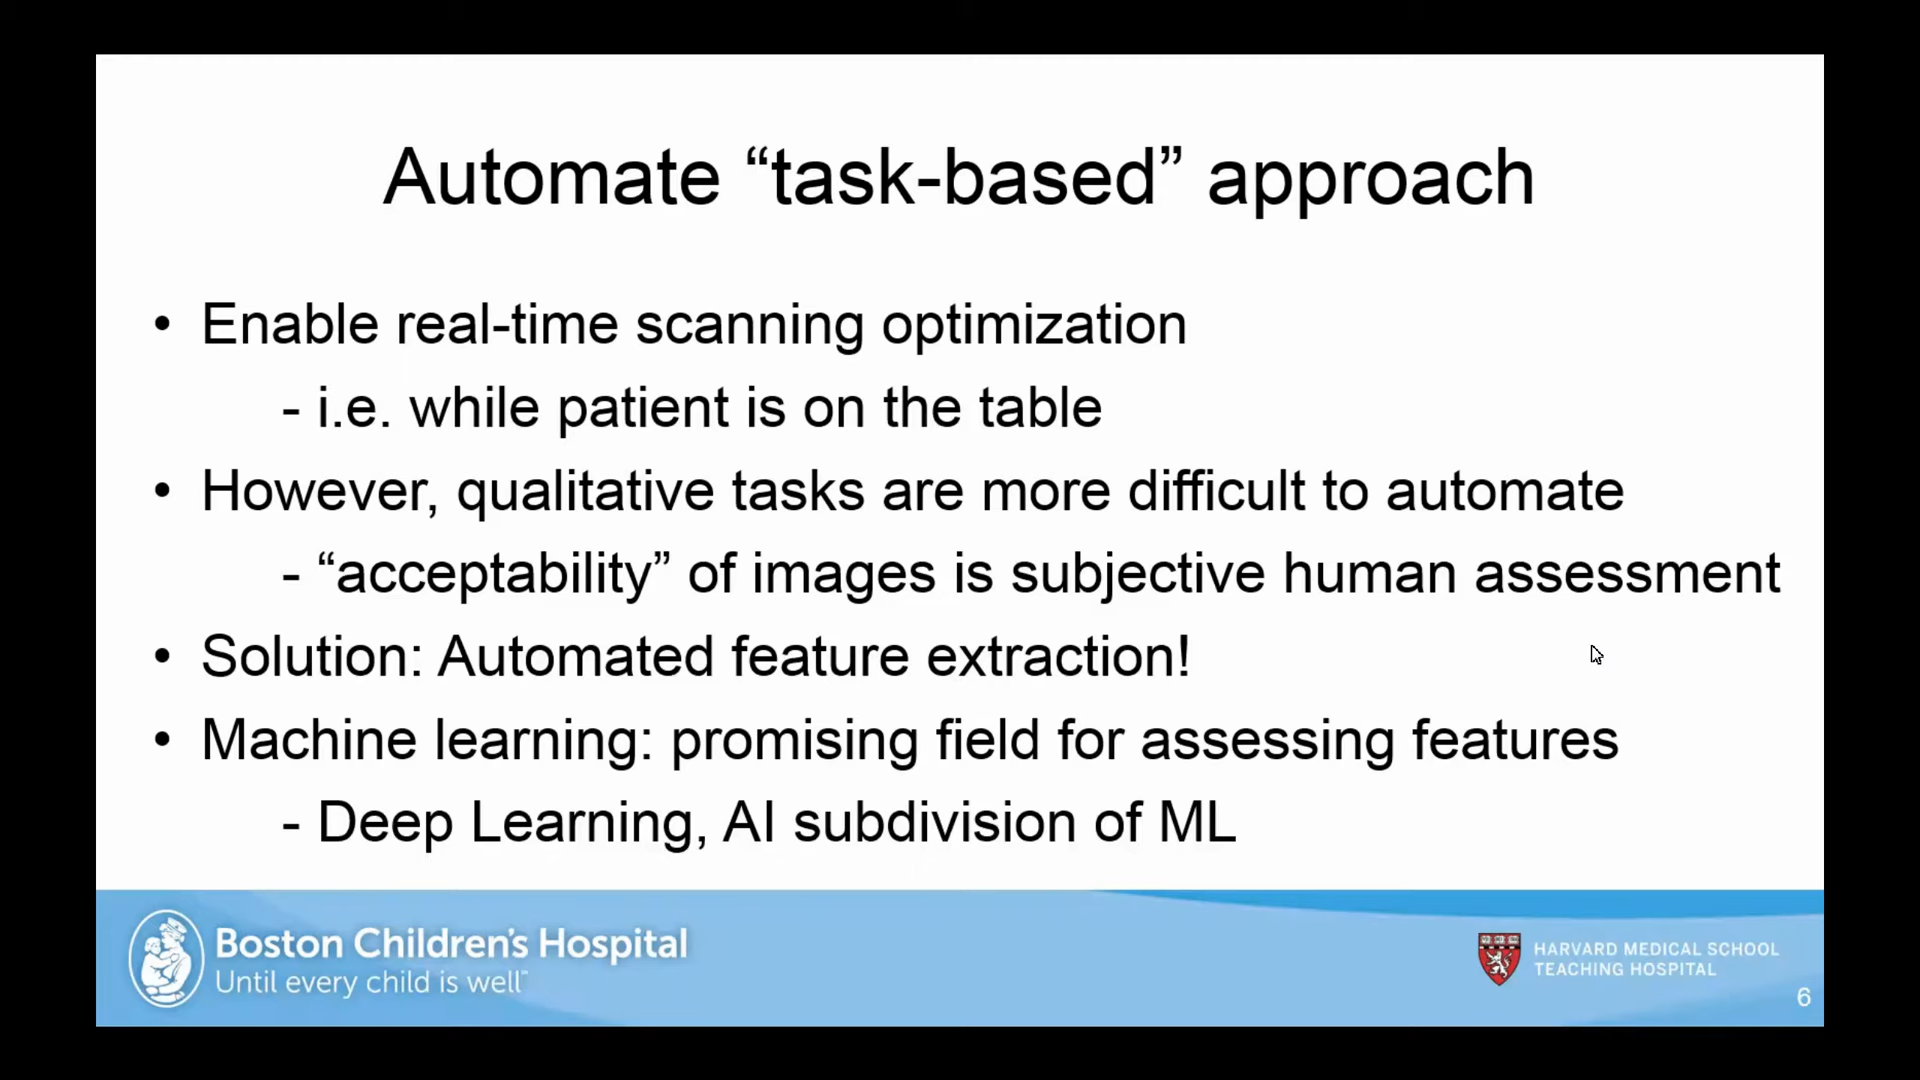 Automate “task-based” approach
• Enable real-time scanning optimization
- i.e. while patient is on the table
• However, qualitative tasks are more difficult to automate
- “acceptability” of images is subjective human assessment
• Solution: Automated feature extraction!
• Machine learning: promising field for assessing features
- Deep Learning, AI subdivision of ML
Boston Children's Hospital
Until every child is well™
HARVARD MEDICAL SCHOOL
TEACHING HOSPITAL
6